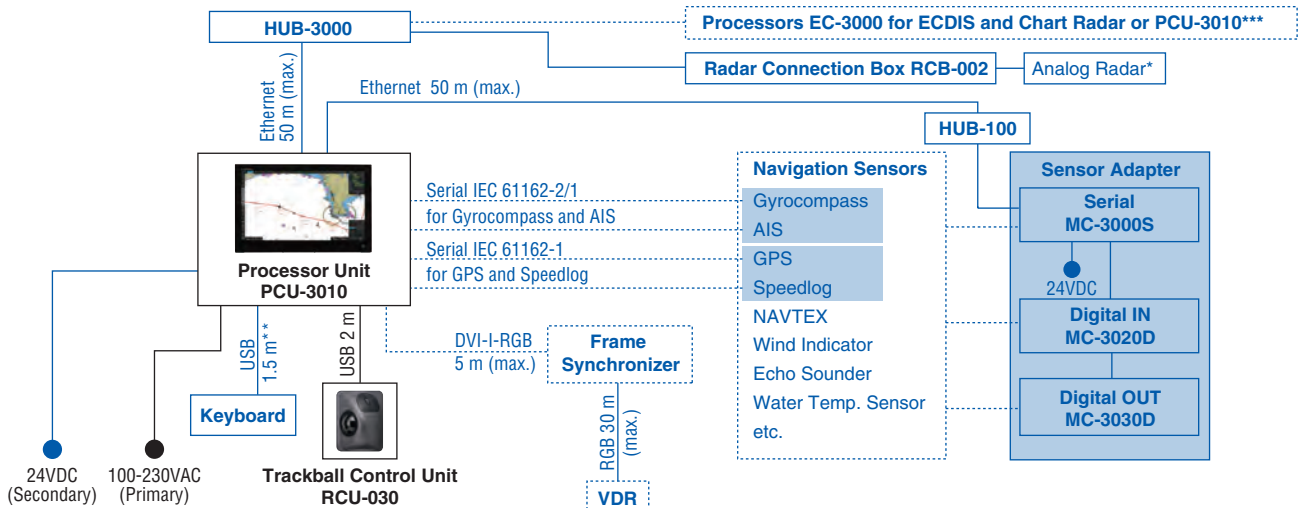 HUB-3000
Processors EC-3000 for ECDIS and Chart Radar or PCU-3010***
Radar Connection Box RCB-002
Analog Radar*
Ethernet
50 m (max.)
Ethernet 50 m (max.)
HUB-100
Processor Unit
PCU-3010
Serial IEC 61162-2/1
for Gyrocompass and AIS
Serial IEC 61162-1
for GPS and Speedlog
Navigation Sensors
Gyrocompass
AIS
GPS
Speedlog
NAVTEX
Wind Indicator
Echo Sounder
Water Temp. Sensor
etc.
Sensor Adapter
Serial
MC-3000S
24VDC
Digital IN
MC-3020D
Digital OUT
MC-3030D
USB
1.5 m**
USB 2 m
DVI-I-RGB
5 m (max.)
Frame
Synchronizer
RGB 30 m
(max.)
VDR
Keyboard
Trackball Control Unit
RCU-030
24VDC
(Secondary)
100-230VAC
(Primary)